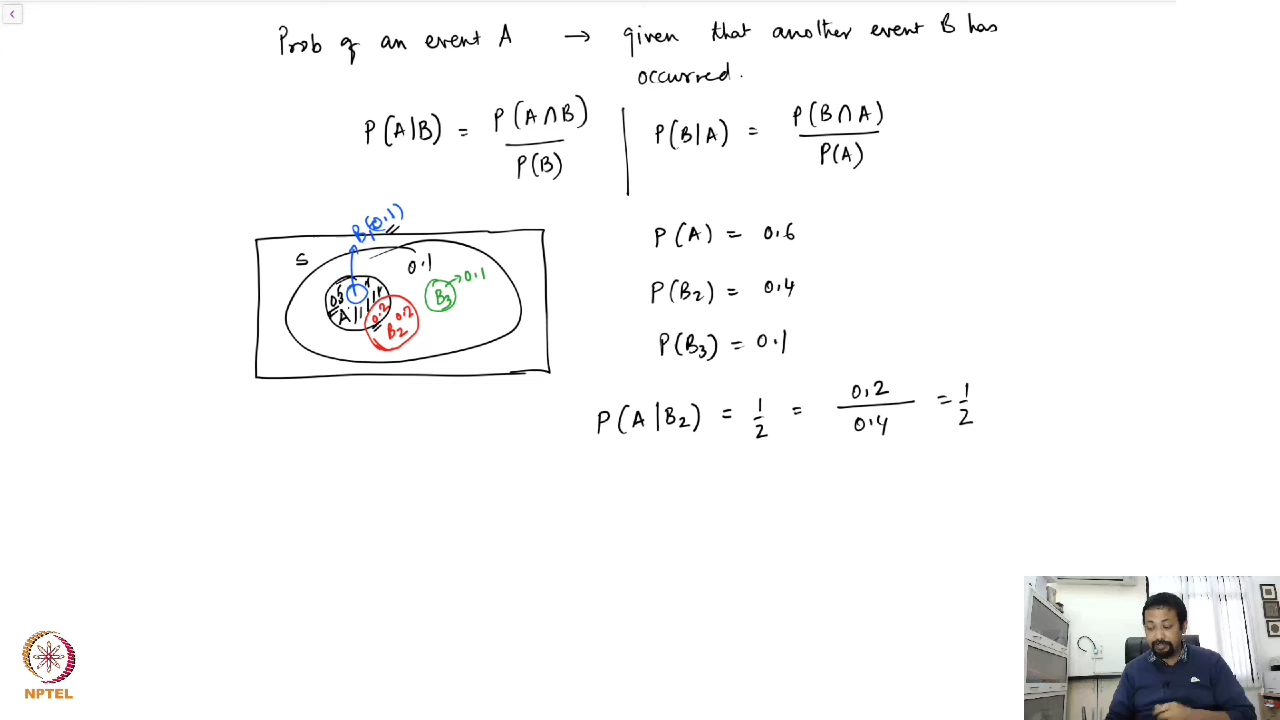 Prob of an event A → given that another event B has
occurred.
P(A|B) = P(A∩B) / P(B) | P(B|A) = P(B∩A) / P(A)
B1(0.1)
S
0.1
0.3
A
0.2 0.2
B2
B3 → 0.1
P(A) = 0.6
P(B2) = 0.4
P(B3) = 0.1
P(A|B2) = 1/2 = 0.2/0.4 = 1/2
NPTEL